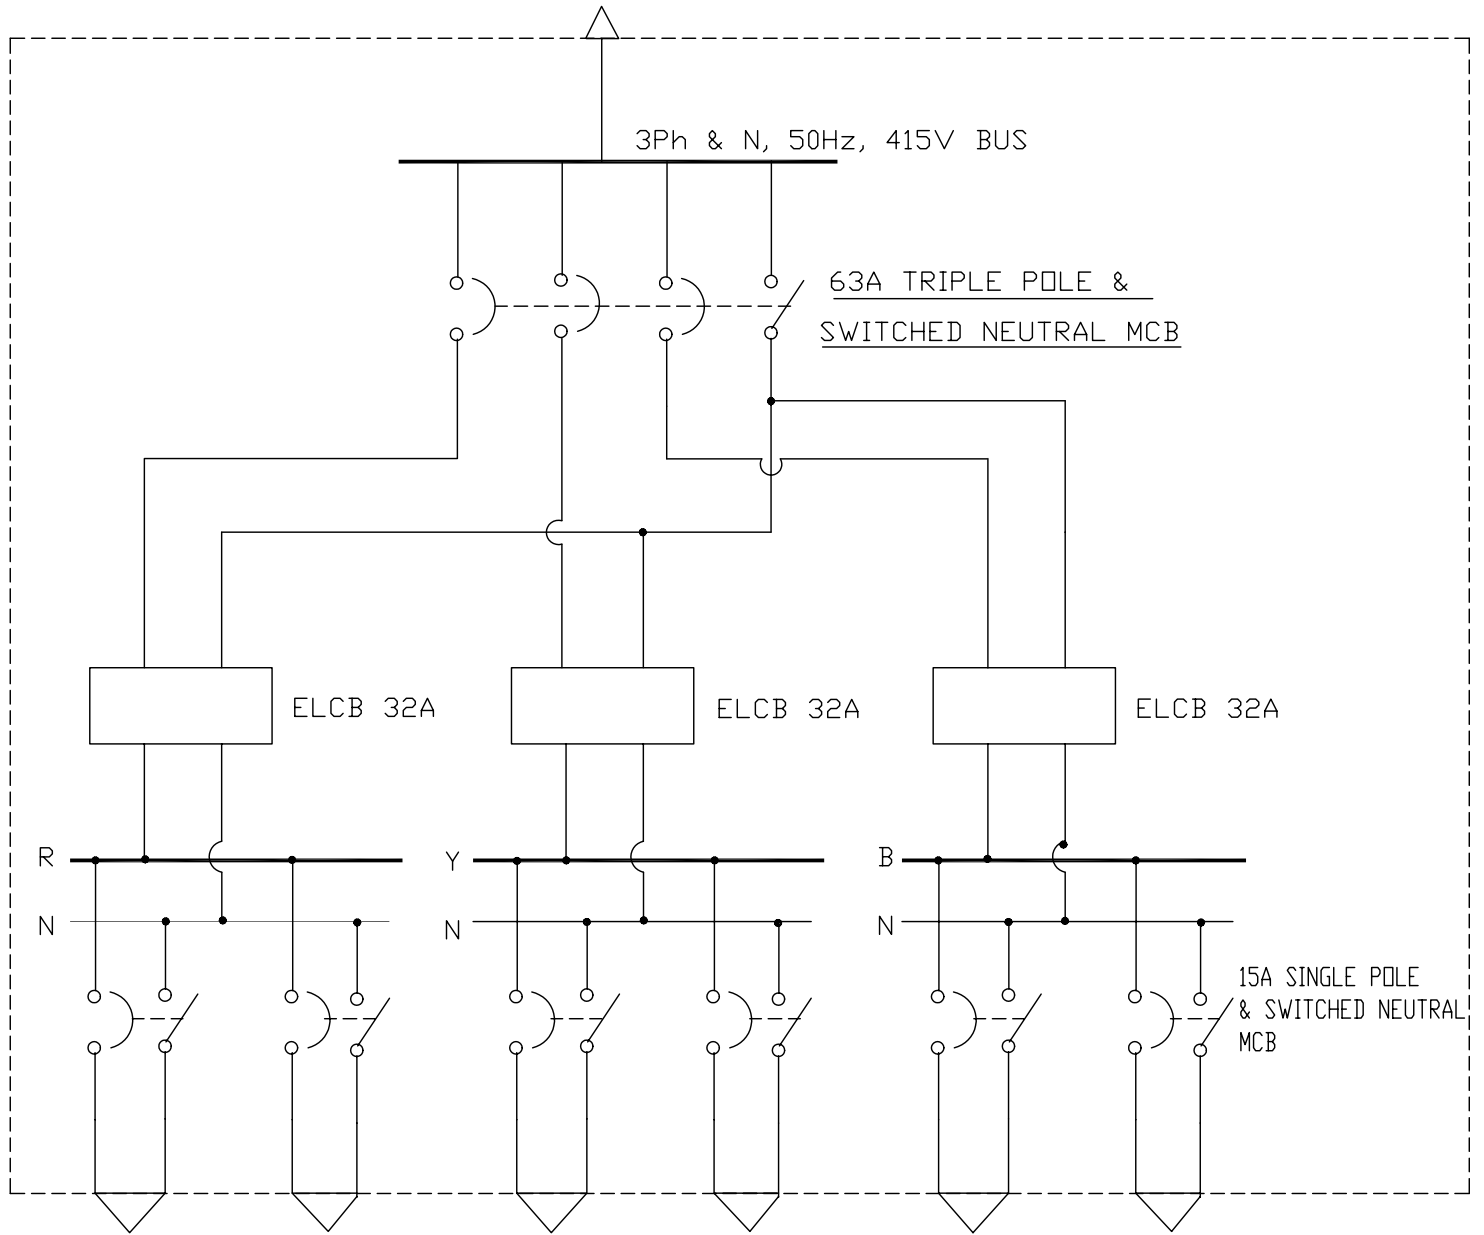 3Ph & N, 50Hz, 415V BUS
63A TRIPLE POLE &
SWITCHED NEUTRAL MCB
ELCB 32A
ELCB 32A
ELCB 32A
R
Y
B
N
N
N
15A SINGLE POLE
& SWITCHED NEUTRAL
MCB